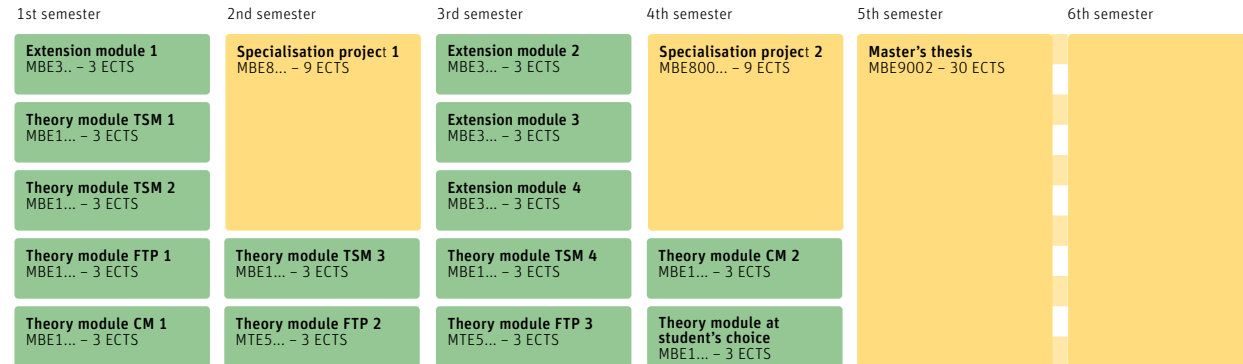 1st semester
2nd semester
3rd semester
4th semester
5th semester
6th semester
Extension module 1
MBE3.. – 3 ECTS
Specialisation project 1
MBE8... – 9 ECTS
Extension module 2
MBE3... – 3 ECTS
Specialisation project 2
MBE800... – 9 ECTS
Master's thesis
MBE9002 – 30 ECTS
Theory module TSM 1
MBE1... – 3 ECTS
Extension module 3
MBE3... – 3 ECTS
Theory module TSM 2
MBE1... – 3 ECTS
Extension module 4
MBE3... – 3 ECTS
Theory module FTP 1
MBE1... – 3 ECTS
Theory module TSM 3
MBE1... – 3 ECTS
Theory module TSM 4
MBE1... – 3 ECTS
Theory module CM 2
MBE1... – 3 ECTS
Theory module CM 1
MBE1... – 3 ECTS
Theory module FTP 2
MTE5... – 3 ECTS
Theory module FTP 3
MTE5... – 3 ECTS
Theory module at
student's choice
MBE1... – 3 ECTS